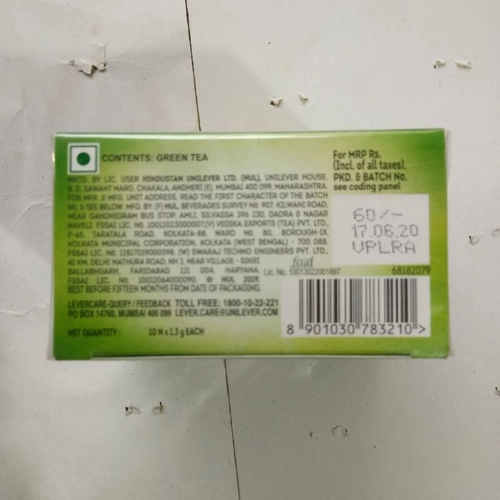 CONTENTS: GREEN TEA
MKTD. BY LIC. USER HINDUSTAN UNILEVER LTD. (HUL), UNILEVER HOUSE,
B. D. SAWANT MARG, CHAKALA, ANDHERI (E), MUMBAI 400 099, MAHARASHTRA.
FOR MFR. & MFG. UNIT ADDRESS, READ THE FIRST CHARACTER OF THE BATCH
NO. & SEE BELOW. MFG. BY. (F) HUL, BEVERAGES SURVEY No. 907, KILWANI ROAD,
NEAR GANDHIGRAM BUS STOP, AMLI, SILVASSA 396 230, DADRA & NAGAR
HAVELI. FSSAI LIC. No. 10012013000007, (V) VEDIKA EXPORTS (TEA) PVT. LTD.,
P-65, TARATALA ROAD, KOLKATA-88, WARD No. 80, BOROUGH-IX,
KOLKATA MUNICIPAL CORPORATION, KOLKATA (WEST BENGAL) - 700 088,
FSSAI LIC. No. (W) SWARAJ TECHNO ENGINEERS PVT. LTD.,
42 KM, DELHI MATHURA ROAD, NH 2, NEAR VILLAGE - SIKRI
BALLABHGARH, FARIDABAD 121 004, HARYANA.
FSSAI LIC. No. 10012064000090. © HUL 2019
BEST BEFORE FIFTEEN MONTHS FROM DATE OF PACKAGING.
LEVERCARE-QUERY / FEEDBACK TOLL FREE: 1800-10-22-221
PO BOX 14760, MUMBAI 400 099 LEVER.CARE@UNILEVER.COM
NET QUANTITY : 10 N x 1.3 g EACH
For MRP Rs.
(Incl. of all taxes),
PKD. & BATCH No.
see coding panel
60/-
17.06.20
VPLRA
fssai
Lic. No. 10013022001897
68182079
8 901030 783210 >